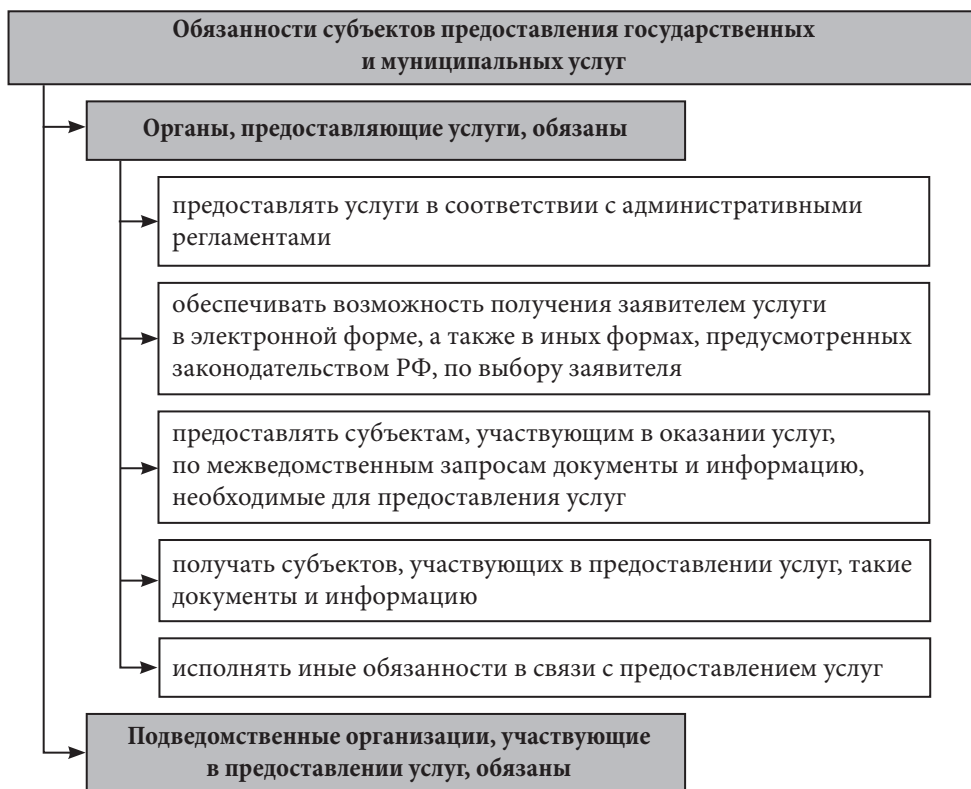 Обязанности субъектов предоставления государственных
и муниципальных услуг
Органы, предоставляющие услуги, обязаны
предоставлять услуги в соответствии с административными
регламентами
обеспечивать возможность получения заявителем услуги
в электронной форме, а также в иных формах, предусмотренных
законодательством РФ, по выбору заявителя
предоставлять субъектам, участвующим в оказании услуг,
по межведомственным запросам документы и информацию,
необходимые для предоставления услуг
получать субъектов, участвующих в предоставлении услуг, такие
документы и информацию
исполнять иные обязанности в связи с предоставлением услуг
Подведомственные организации, участвующие
в предоставлении услуг, обязаны